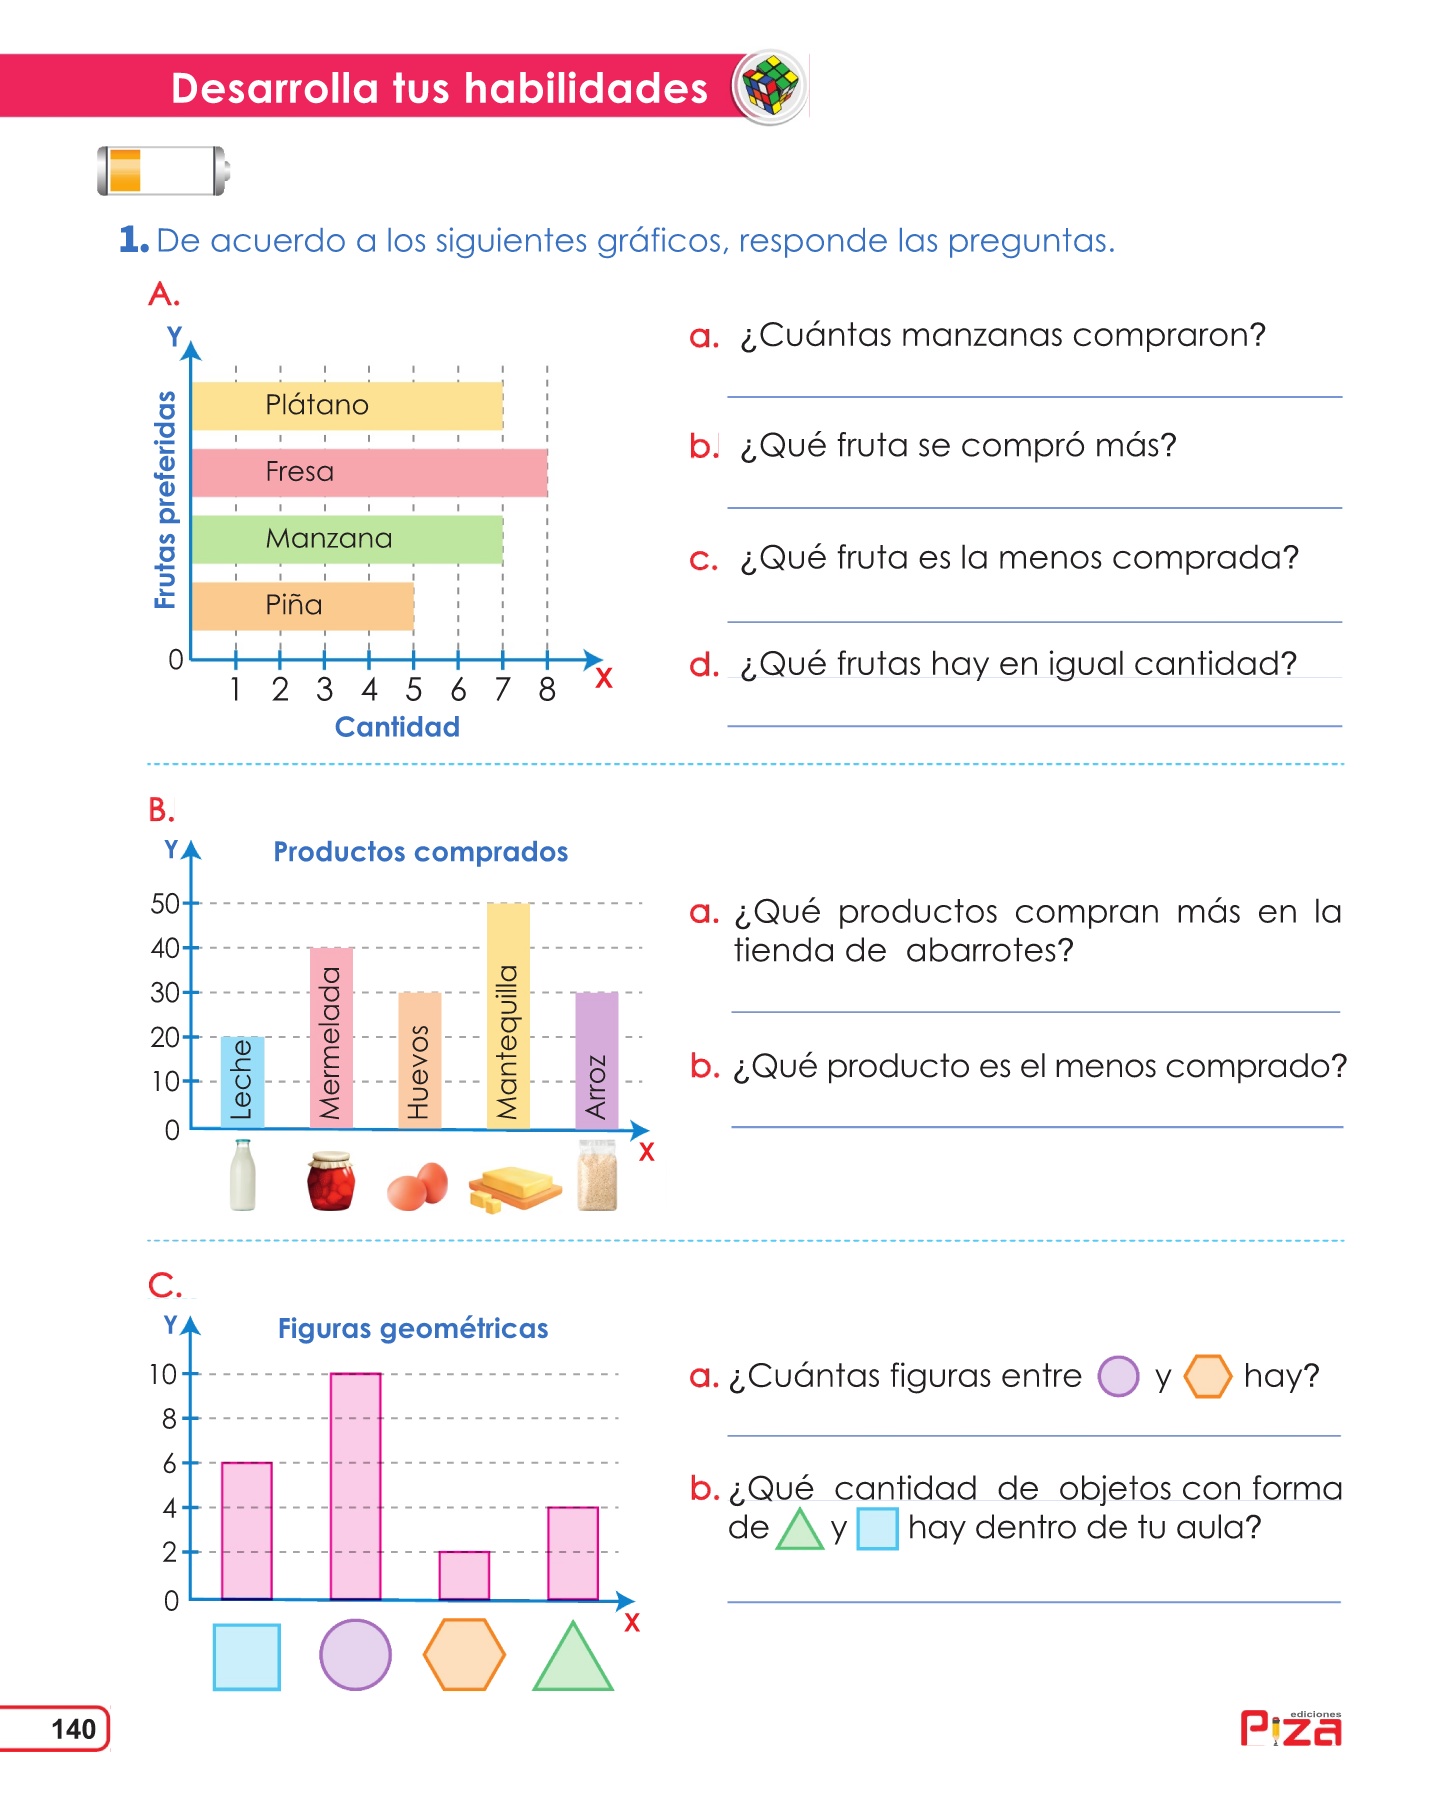 Desarrolla tus habilidades
1. De acuerdo a los siguientes gráficos, responde las preguntas.
A.
Y
Frutas preferidas
Plátano
Fresa
Manzana
Piña
0
1 2 3 4 5 6 7 8
X
Cantidad
a. ¿Cuántas manzanas compraron?
b. ¿Qué fruta se compró más?
c. ¿Qué fruta es la menos comprada?
d. ¿Qué frutas hay en igual cantidad?
B.
Y
Productos comprados
50
40
30
20
10
0
Leche
Mermelada
Huevos
Mantequilla
Arroz
X
a. ¿Qué productos compran más en la
tienda de abarrotes?
b. ¿Qué producto es el menos comprado?
C.
Y
Figuras geométricas
10
8
6
4
2
0
X
a. ¿Cuántas figuras entre y hay?
b. ¿Qué cantidad de objetos con forma
de y hay dentro de tu aula?
140
ediciones
Piza